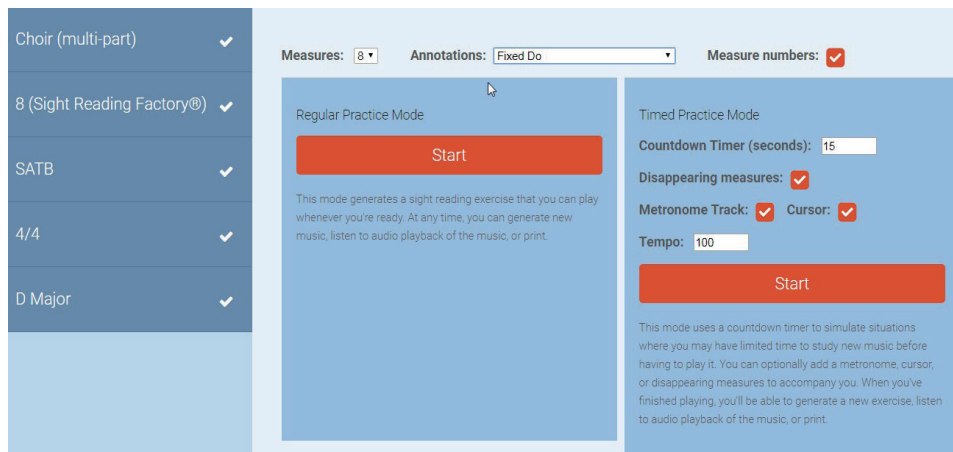 Choir (multi-part)
8 (Sight Reading Factory®)
SATB
4/4
D Major
Measures: 8 Annotations: Fixed Do Measure numbers:
Regular Practice Mode
Start
This mode generates a sight reading exercise that you can play
whenever you're ready. At any time, you can generate new
music, listen to audio playback of the music, or print.
Timed Practice Mode
Countdown Timer (seconds): 15
Disappearing measures:
Metronome Track: Cursor:
Tempo: 100
Start
This mode uses a countdown timer to simulate situations
where you may have limited time to study new music before
having to play it. You can optionally add a metronome, cursor,
or disappearing measures to accompany you. When you've
finished playing, you'll be able to generate a new exercise, listen
to audio playback of the music, or print.